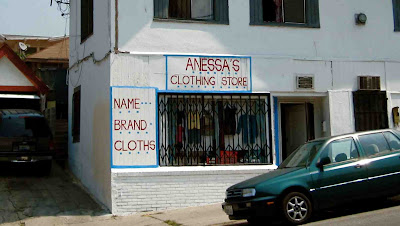 ANESSA'S
CLOTHING STORE
NAME
BRAND
CLOTHS